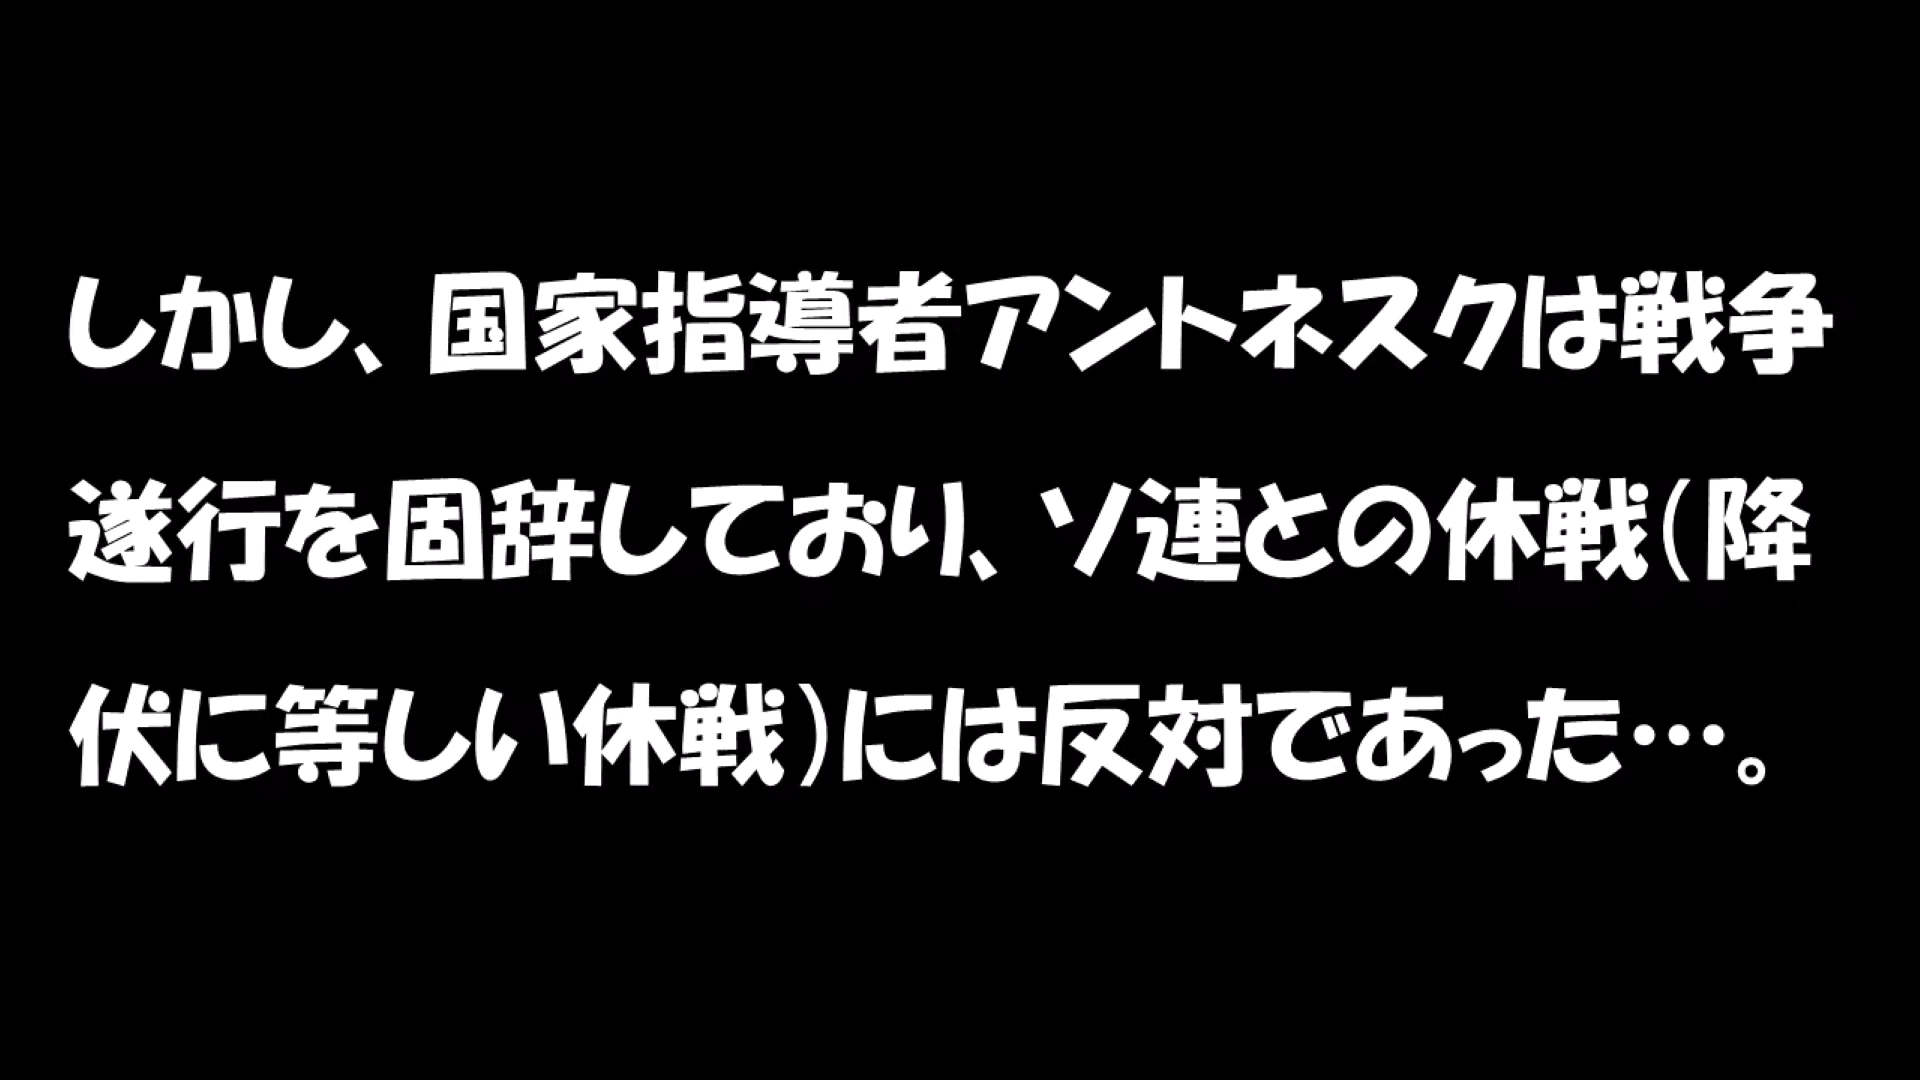 しかし、国家指導者アントネスクは戦争
遂行を固辞しており、ソ連との休戦（降
伏に等しい休戦）には反対であった…。